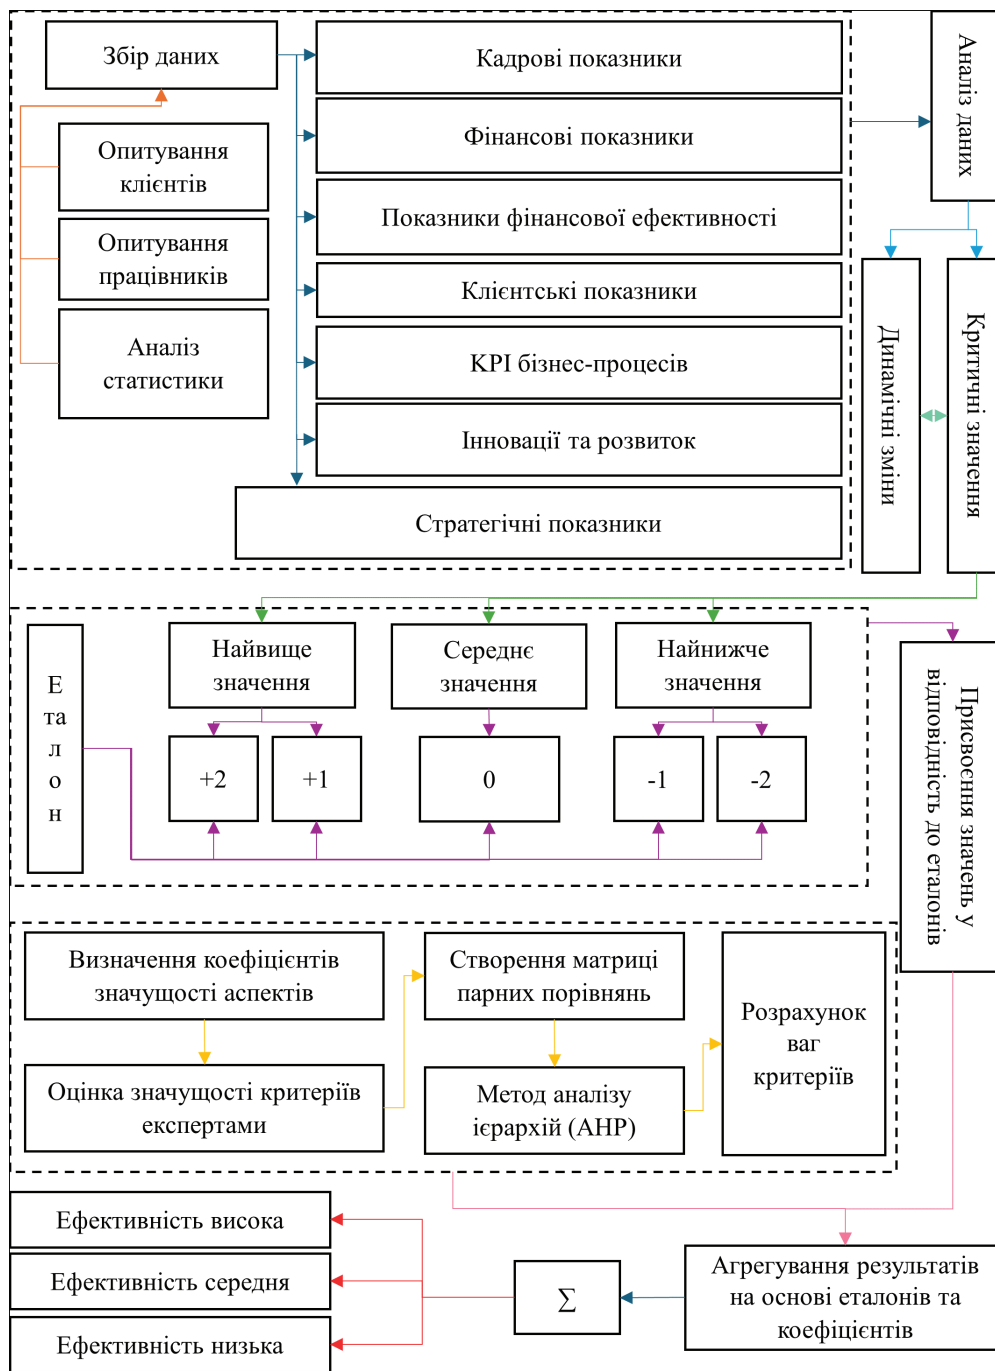 Збір даних
Опитування
клієнтів
Опитування
працівників
Аналіз
статистики
Кадрові показники
Фінансові показники
Показники фінансової ефективності
Клієнтські показники
KPI бізнес-процесів
Інновації та розвиток
Стратегічні показники
Аналіз даних
Динамічні зміни
Критичні значення
Е
та
л
о
н
Найвище
значення
Середнє
значення
Найнижче
значення
+2
+1
0
-1
-2
Присвоєння значень у
відповідність до еталонів
Визначення коефіцієнтів
значущості аспектів
Оцінка значущості критеріїв
експертами
Створення матриці
парних порівнянь
Метод аналізу
ієрархій (АНР)
Розрахунок
ваг
критеріїв
Ефективність висока
Ефективність середня
Ефективність низька
∑
Агрегування результатів
на основі еталонів та
коефіцієнтів